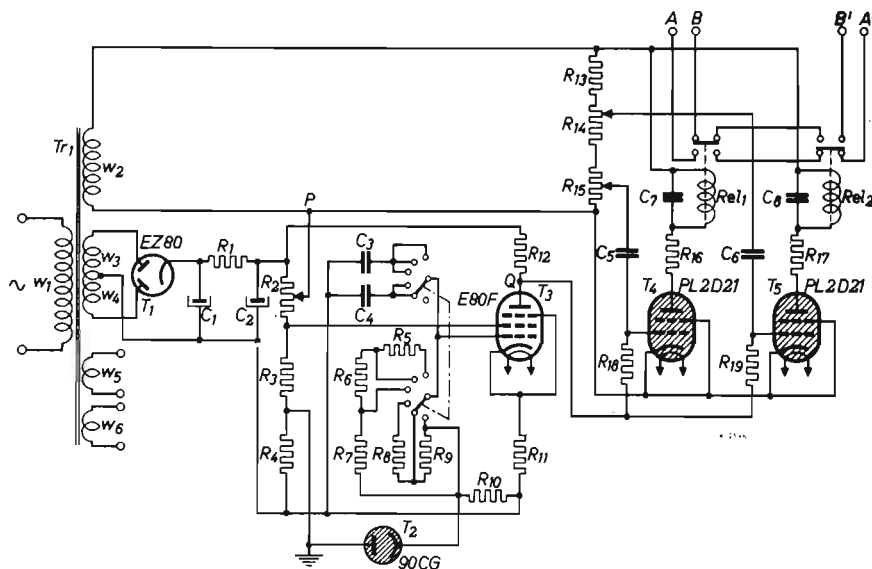 A B B' A
Tr1
w1
w2
w3
w4
w5
w6
EZ80
T1
R1
C1
C2
P
R2
R3
R4
C3
C4
R5
R6
R7
R8
R9
R10
R11
R12
Q
E80F
T3
T2
90CG
R13
R14
R15
C5
C6
C7
Rel1
C8
Rel2
R16
R17
T4
PL2D21
T5
PL2D21
R18
R19